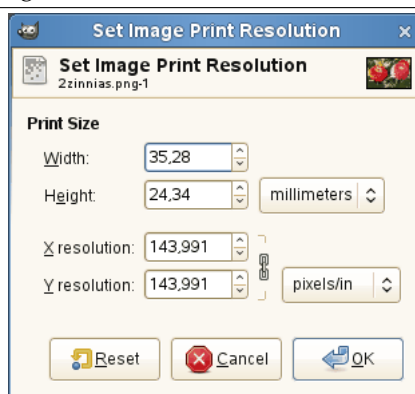 Set Image Print Resolution
Set Image Print Resolution
2zinnias.png-1
Print Size
Width: 35,28
Height: 24,34 millimeters
X resolution: 143,991
Y resolution: 143,991 pixels/in
Reset Cancel OK